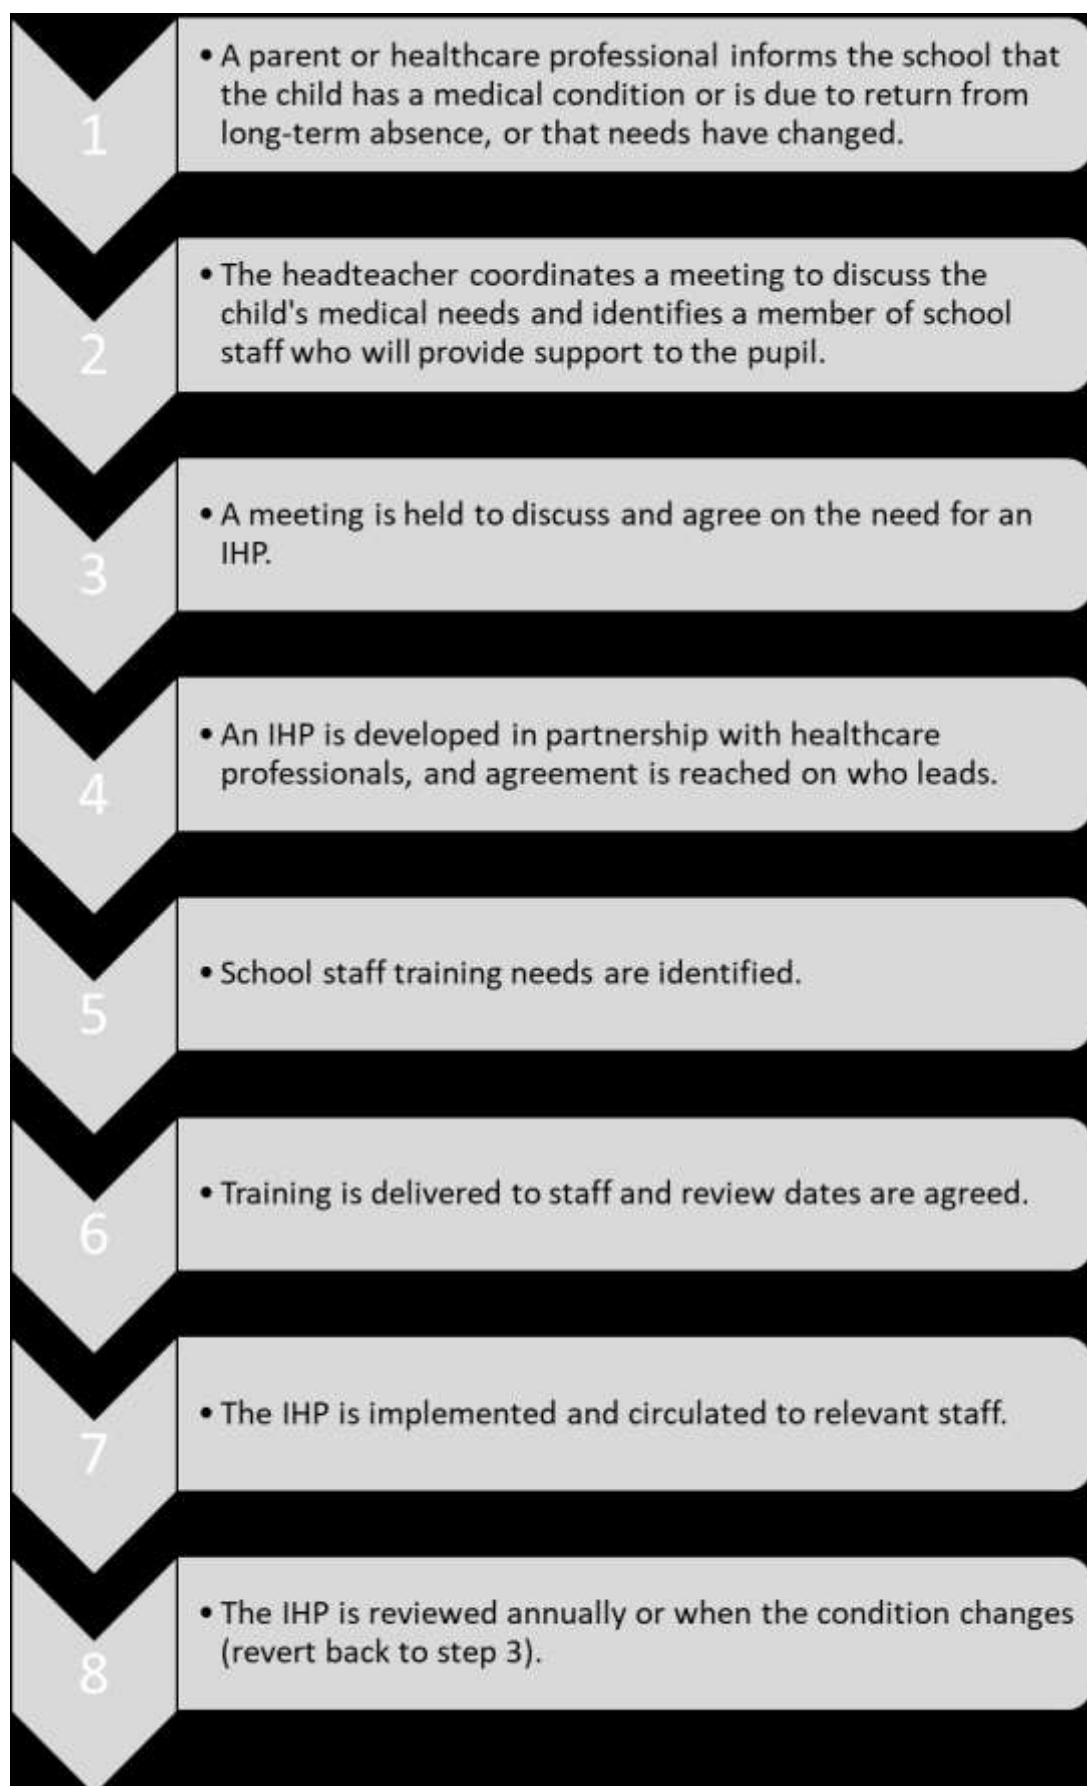 1
• A parent or healthcare professional informs the school that
the child has a medical condition or is due to return from
long-term absence, or that needs have changed.
2
• The headteacher coordinates a meeting to discuss the
child's medical needs and identifies a member of school
staff who will provide support to the pupil.
3
• A meeting is held to discuss and agree on the need for an
IHP.
4
• An IHP is developed in partnership with healthcare
professionals, and agreement is reached on who leads.
5
• School staff training needs are identified.
6
• Training is delivered to staff and review dates are agreed.
7
• The IHP is implemented and circulated to relevant staff.
8
• The IHP is reviewed annually or when the condition changes
(revert back to step 3).